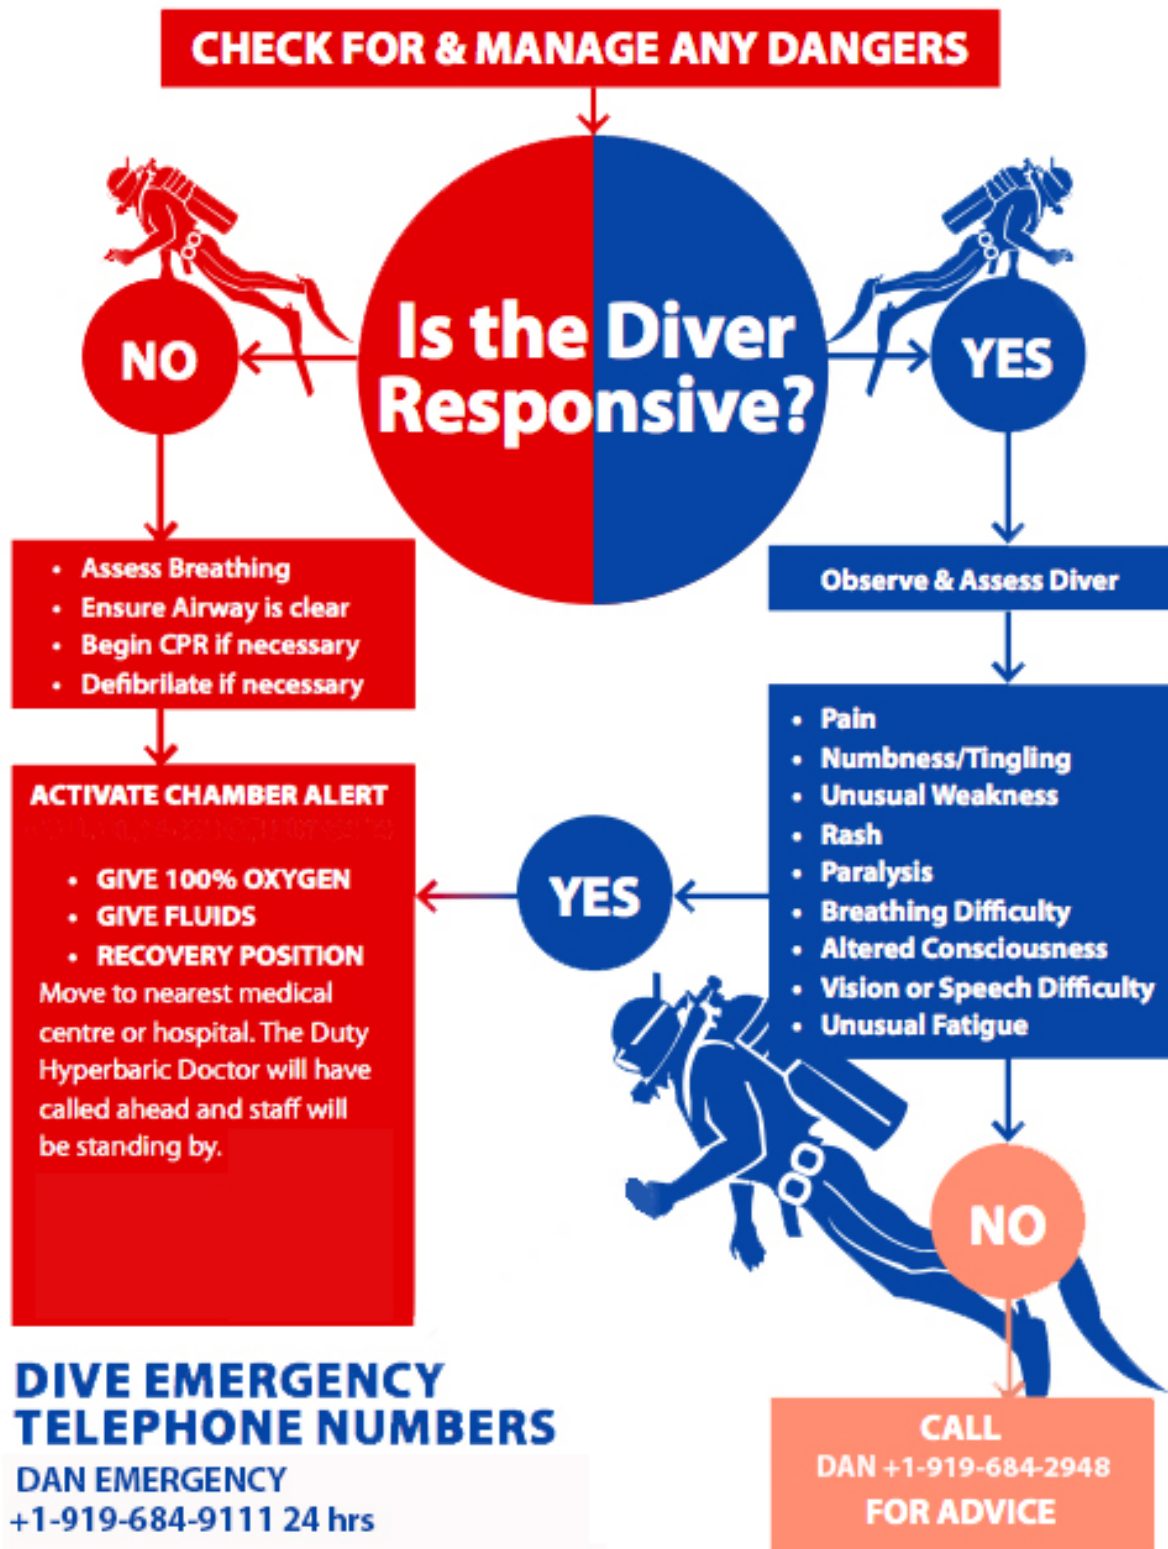 CHECK FOR & MANAGE ANY DANGERS
Is the Diver
Responsive?
NO
YES
• Assess Breathing
• Ensure Airway is clear
• Begin CPR if necessary
• Defibrilate if necessary
ACTIVATE CHAMBER ALERT
• GIVE 100% OXYGEN
• GIVE FLUIDS
• RECOVERY POSITION
Move to nearest medical
centre or hospital. The Duty
Hyperbaric Doctor will have
called ahead and staff will
be standing by.
Observe & Assess Diver
• Pain
• Numbness/Tingling
• Unusual Weakness
• Rash
• Paralysis
• Breathing Difficulty
• Altered Consciousness
• Vision or Speech Difficulty
• Unusual Fatigue
YES
NO
CALL
DAN +1-919-684-2948
FOR ADVICE
DIVE EMERGENCY
TELEPHONE NUMBERS
DAN EMERGENCY
+1-919-684-9111 24 hrs